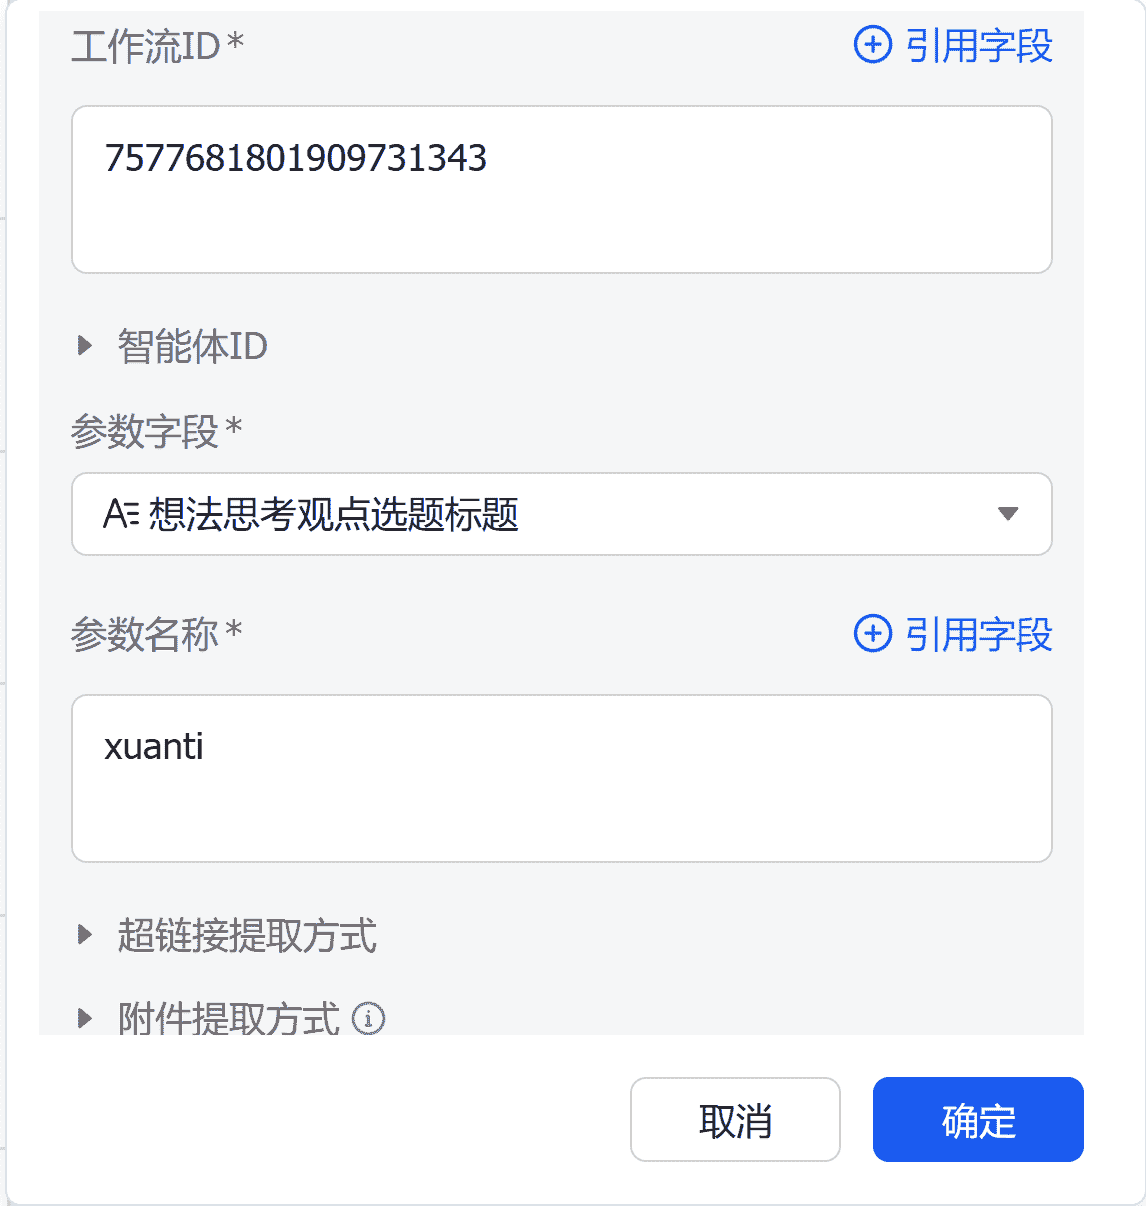 工作流ID* 引用字段
7577681801909731343
智能体ID
参数字段*
A 想法思考观点选题标题
参数名称* 引用字段
xuanti
超链接提取方式
附件提取方式
取消 确定